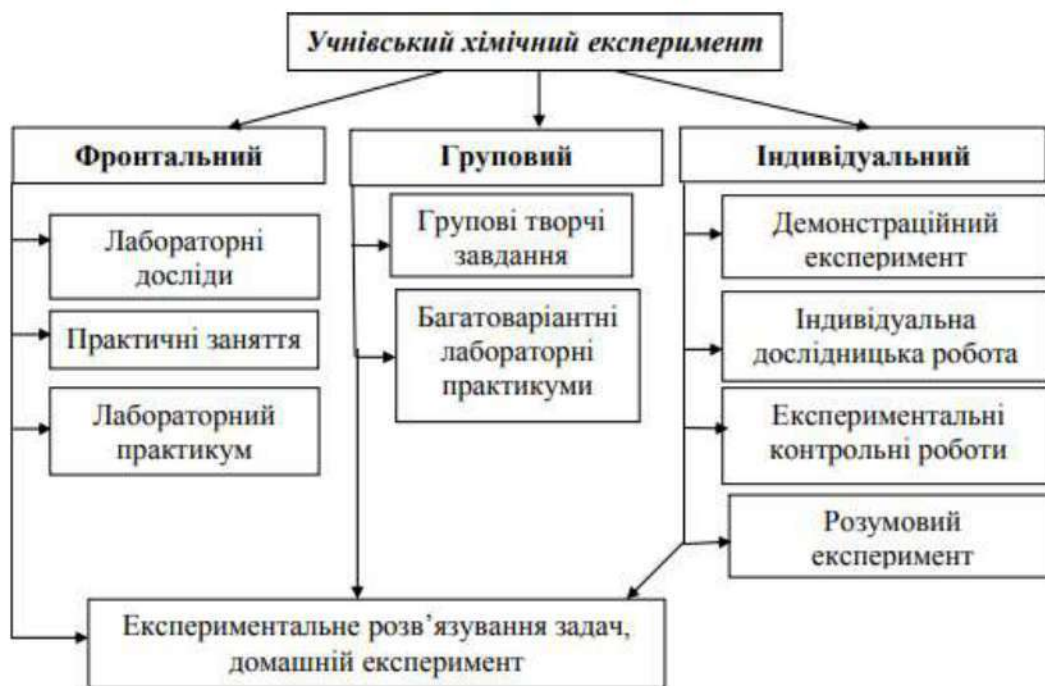 Учнівський хімічний експеримент
Фронтальний
Груповий
Індивідуальний
Лабораторні
досліди
Практичні заняття
Лабораторний
практикум
Групові творчі
завдання
Багатоваріантні
лабораторні
практикуми
Демонстраційний
експеримент
Індивідуальна
дослідницька робота
Експериментальні
контрольні роботи
Розумовий
експеримент
Експериментальне розв’язування задач,
домашній експеримент